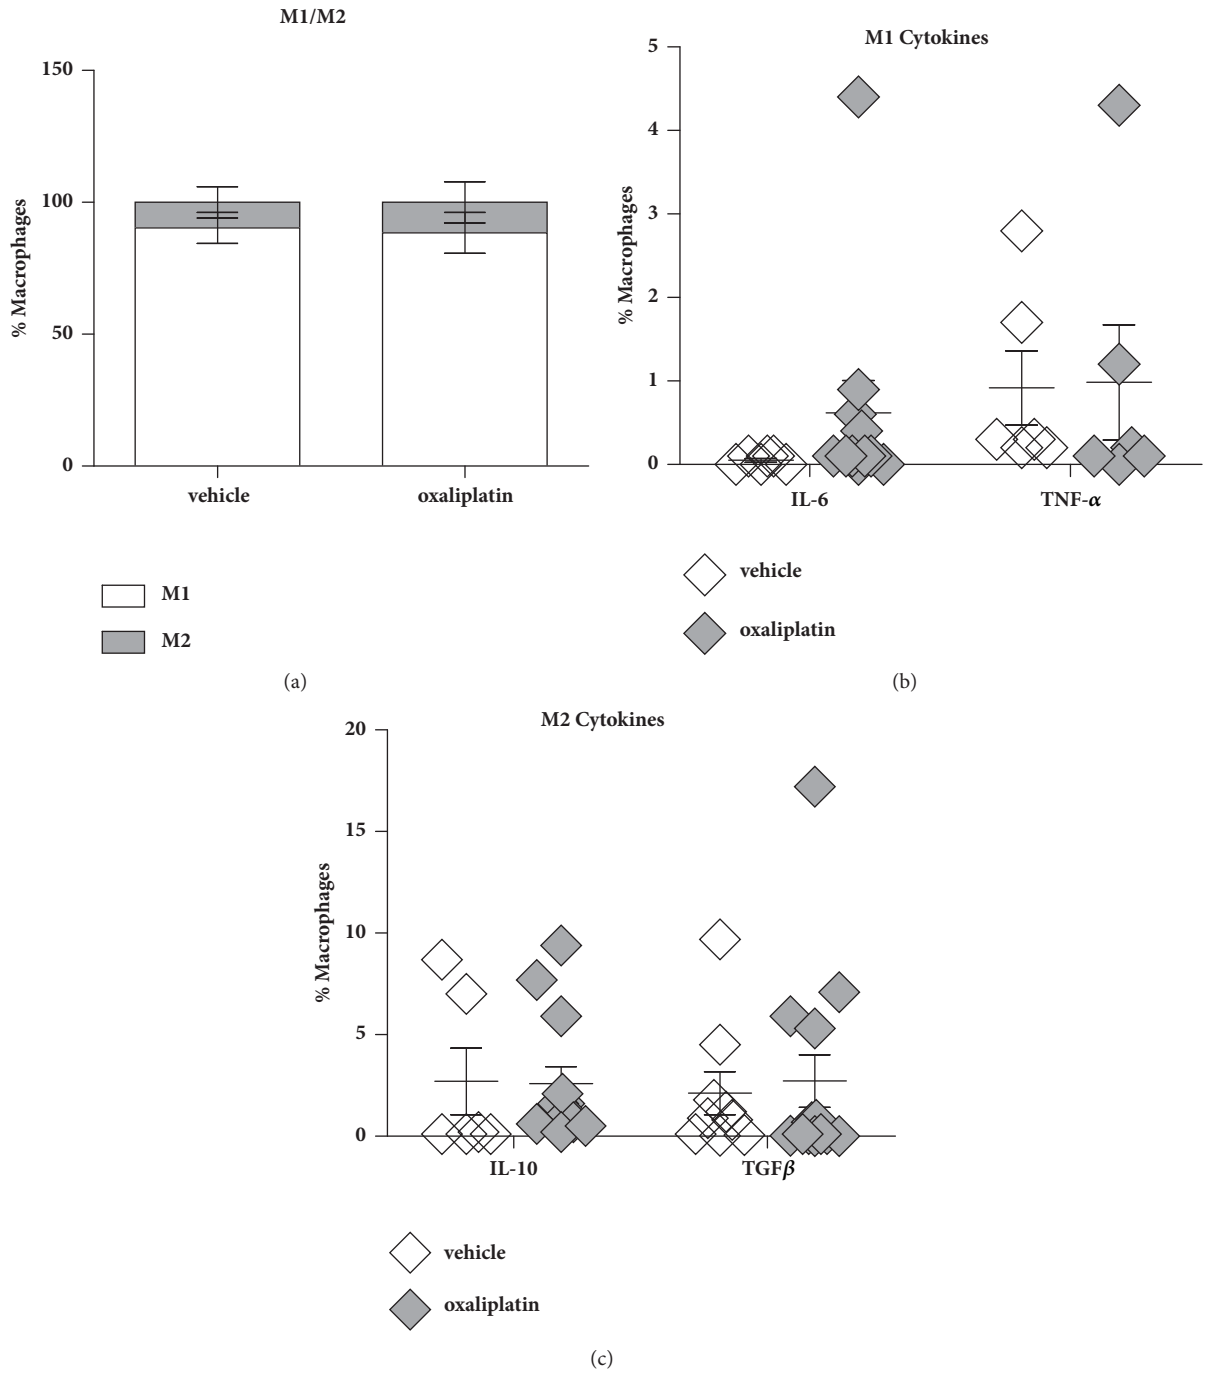 M1/M2
150
100
50
0
% Macrophages
vehicle
oxaliplatin
M1
M2
(a)
M1 Cytokines
5
4
3
2
1
0
% Macrophages
IL-6
TNF-α
vehicle
oxaliplatin
(b)
M2 Cytokines
20
15
10
5
0
% Macrophages
IL-10
TGFβ
vehicle
oxaliplatin
(c)